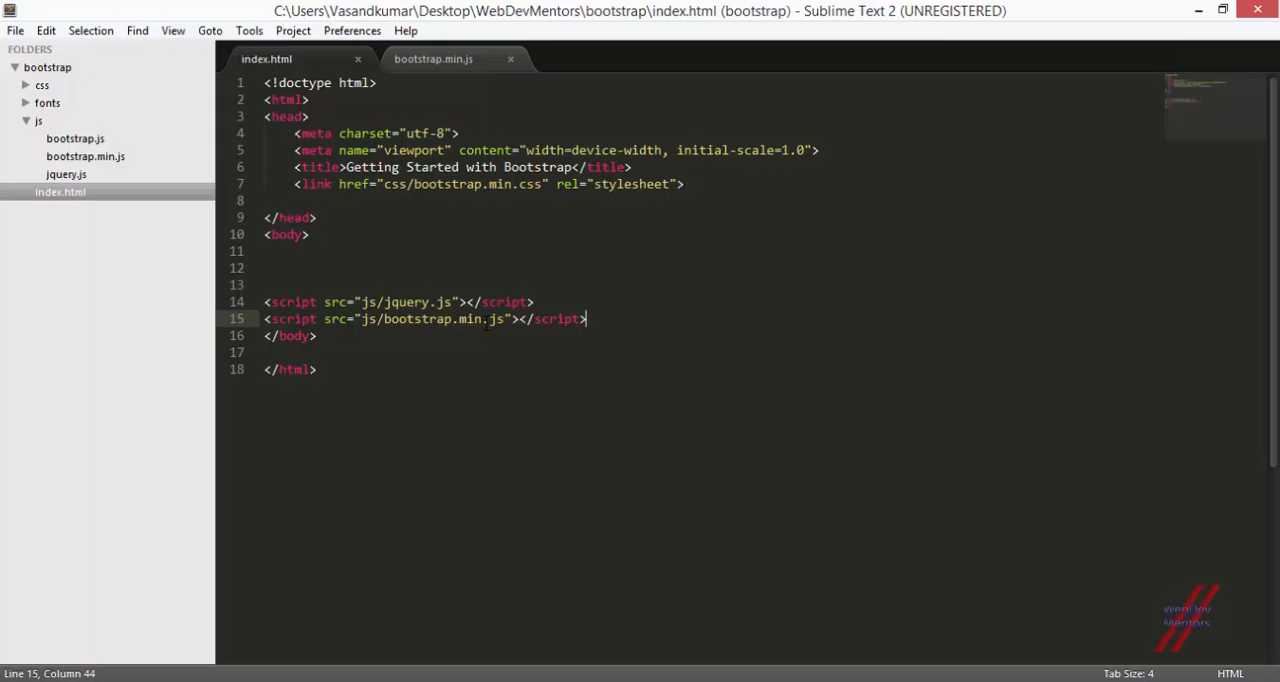 C:\Users\Vasandkumar\Desktop\WebDevMentors\bootstrap\index.html (bootstrap) - Sublime Text 2 (UNREGISTERED)
File Edit Selection Find View Goto Tools Project Preferences Help
FOLDERS
bootstrap
css
fonts
js
bootstrap.js
bootstrap.min.js
jquery.js
index.html
index.html × bootstrap.min.js ×
1 <!doctype html>
2 <html>
3 <head>
4 <meta charset="utf-8">
5 <meta name="viewport" content="width=device-width, initial-scale=1.0">
6 <title>Getting Started with Bootstrap</title>
7 <link href="css/bootstrap.min.css" rel="stylesheet">
8
9 </head>
10 <body>
11
12
13
14 <script src="js/jquery.js"></script>
15 <script src="js/bootstrap.min.js"></script>
16 </body>
17
18 </html>
WebDev
Mentors
Line 15, Column 44
Tab Size: 4
HTML